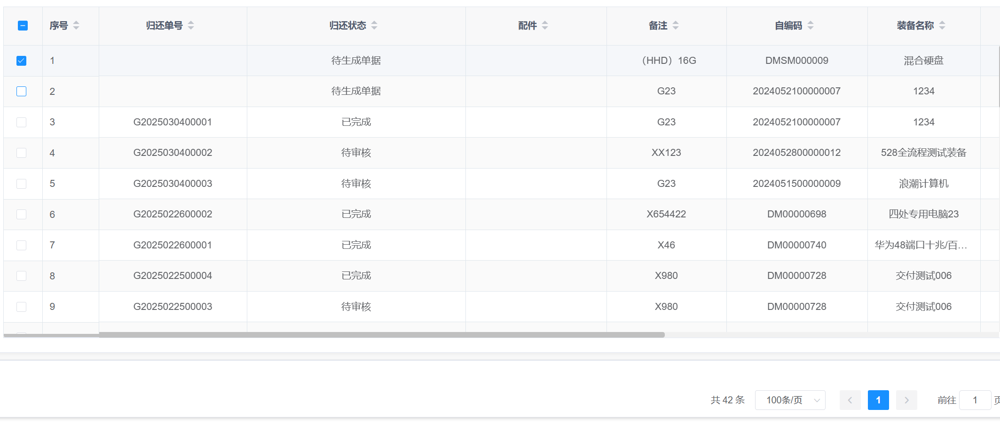 序号 归还单号 归还状态 配件 备注 自编码 装备名称
1 待生成单据 （HHD）16G DMSM000009 混合硬盘
2 待生成单据 G23 2024052100000007 1234
3 G2025030400001 已完成 G23 2024052100000007 1234
4 G2025030400002 待审核 XX123 2024052800000012 528全流程测试装备
5 G2025030400003 待审核 G23 2024051500000009 浪潮计算机
6 G2025022600002 已完成 X654422 DM00000698 四处专用电脑23
7 G2025022600001 已完成 X46 DM00000740 华为48端口十兆/百…
8 G2025022500004 已完成 X980 DM00000728 交付测试006
9 G2025022500003 待审核 X980 DM00000728 交付测试006
共 42 条 100条/页 1 前往 1 页